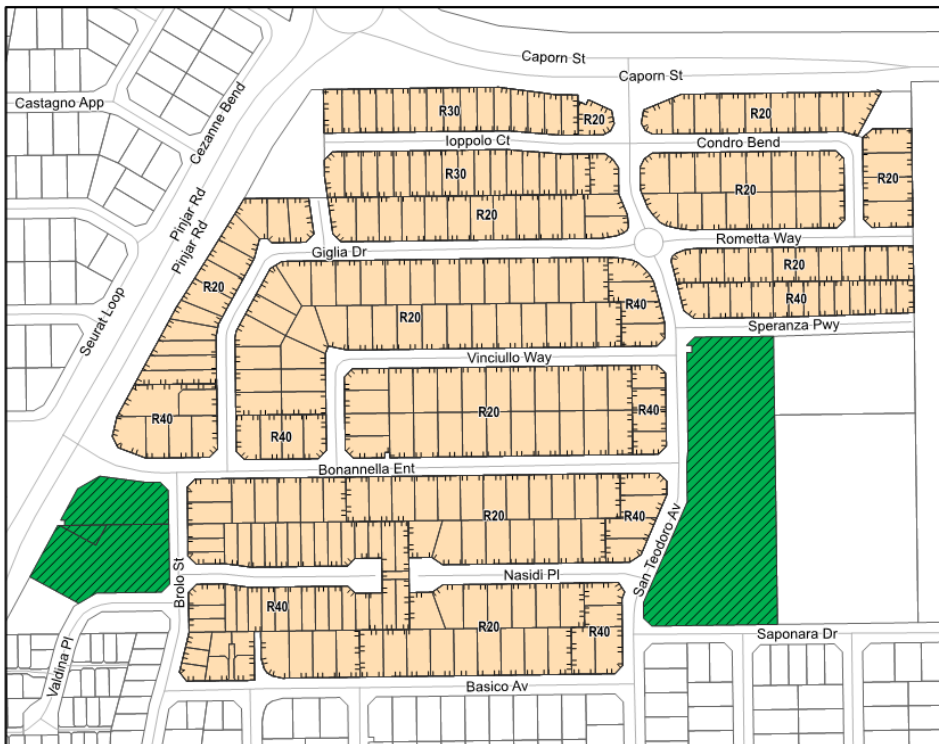 Caporn St
Caporn St
Castagno App
Cezanne Bend
R30
R20
R20
Ioppolo Ct
Condro Bend
R30
R20
R20
Pinjar Rd
Pinjar Rd
R20
Rometta Way
Giglia Dr
R20
R20
R40
R40
R20
Speranza Pwy
Seurat Loop
Vinciullo Way
R20
R40
R40
R40
Bonannella Ent
R20
R40
San Teodoro Av
Nasidi Pl
Brolo St
R40
R20
R40
Saponara Dr
Valdina Pl
Basico Av